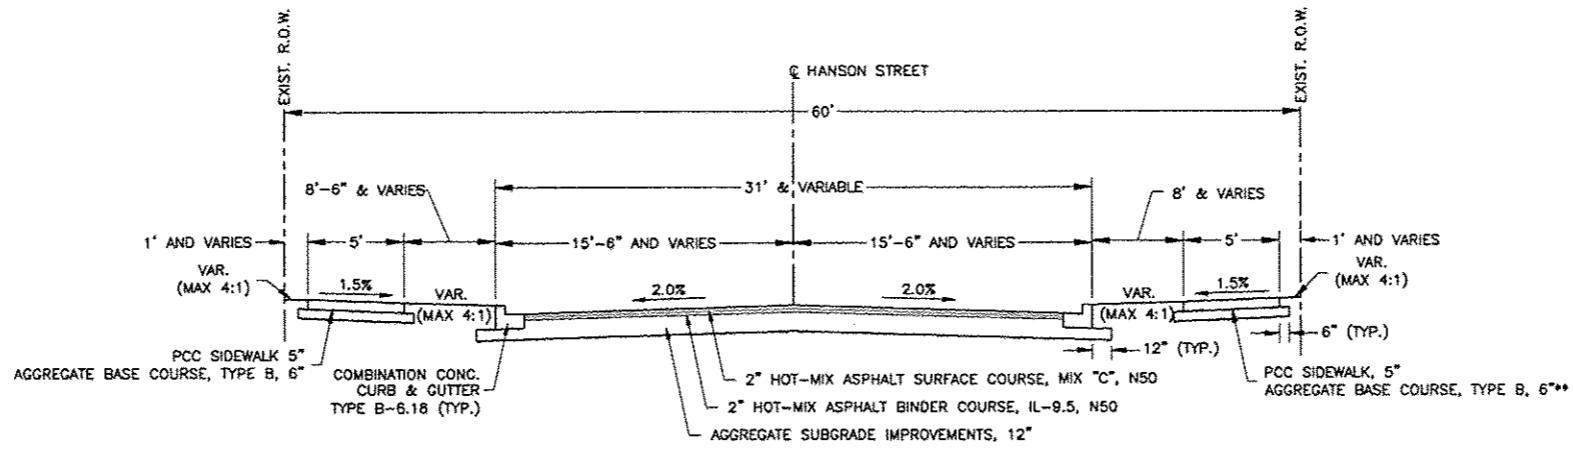 EXIST. R.O.W.
EXIST. R.O.W.
℄ HANSON STREET
60'
8'-6" & VARIES
31' & VARIABLE
8' & VARIES
1' AND VARIES
5'
15'-6" AND VARIES
15'-6" AND VARIES
5'
1' AND VARIES
VAR.
(MAX 4:1)
1.5%
VAR.
(MAX 4:1)
2.0%
2.0%
VAR.
(MAX 4:1)
1.5%
VAR.
(MAX 4:1)
6" (TYP.)
12" (TYP.)
PCC SIDEWALK 5"
AGGREGATE BASE COURSE, TYPE B, 6"
COMBINATION CONC.
CURB & GUTTER
TYPE B-6.18 (TYP.)
2" HOT-MIX ASPHALT SURFACE COURSE, MIX "C", N50
2" HOT-MIX ASPHALT BINDER COURSE, IL-9.5, N50
AGGREGATE SUBGRADE IMPROVEMENTS, 12"
PCC SIDEWALK, 5"
AGGREGATE BASE COURSE, TYPE B, 6"**